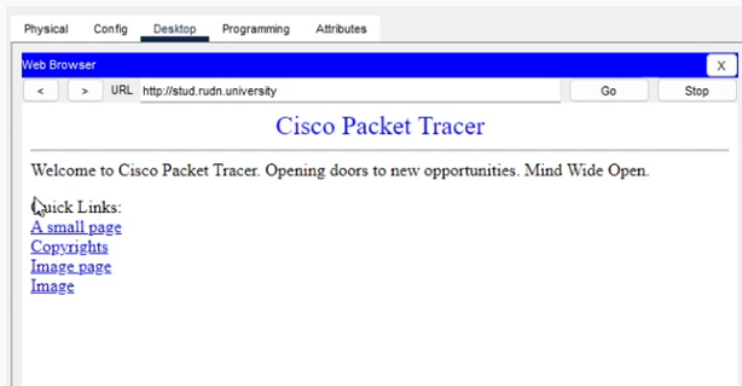 Physical Config Desktop Programming Attributes
Web Browser X
< > URL http://stud.rudn.university Go Stop
Cisco Packet Tracer
Welcome to Cisco Packet Tracer. Opening doors to new opportunities. Mind Wide Open.
Quick Links:
A small page
Copyrights
Image page
Image